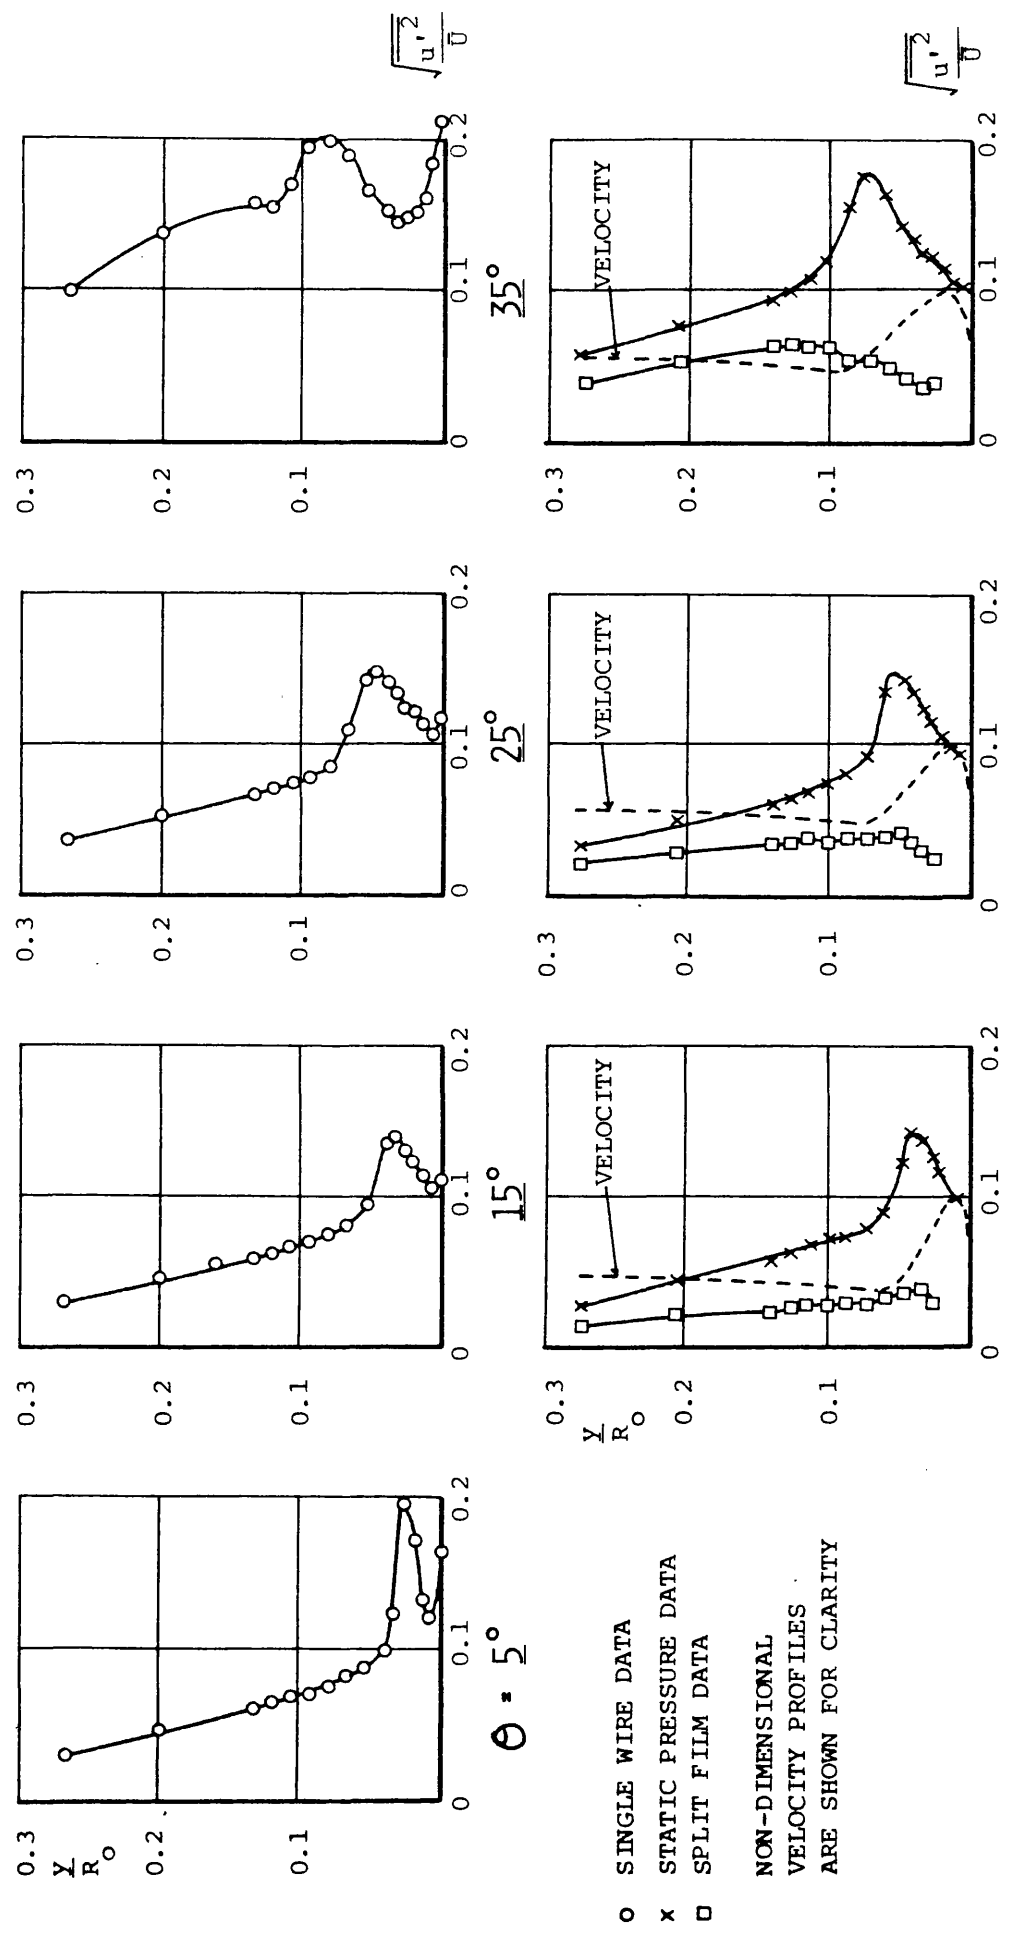 0.3 0.3 0.3 0.3
y
R₀
0.2 0.2 0.2 0.2
0.1 0.1 0.1 0.1
0 0.1 0.2 0 0.1 0.2 0 0.1 0.2 0 0.1 0.2
√u'²
Ū
θ = 5° 15° 25° 35°
0.3 0.3 0.3
y
R₀
VELOCITY VELOCITY VELOCITY
0.2 0.2 0.2
0.1 0.1 0.1
0 0.1 0.2 0 0.1 0.2 0 0.1 0.2
√u'²
Ū
o SINGLE WIRE DATA
x STATIC PRESSURE DATA
□ SPLIT FILM DATA
NON-DIMENSIONAL
VELOCITY PROFILES
ARE SHOWN FOR CLARITY